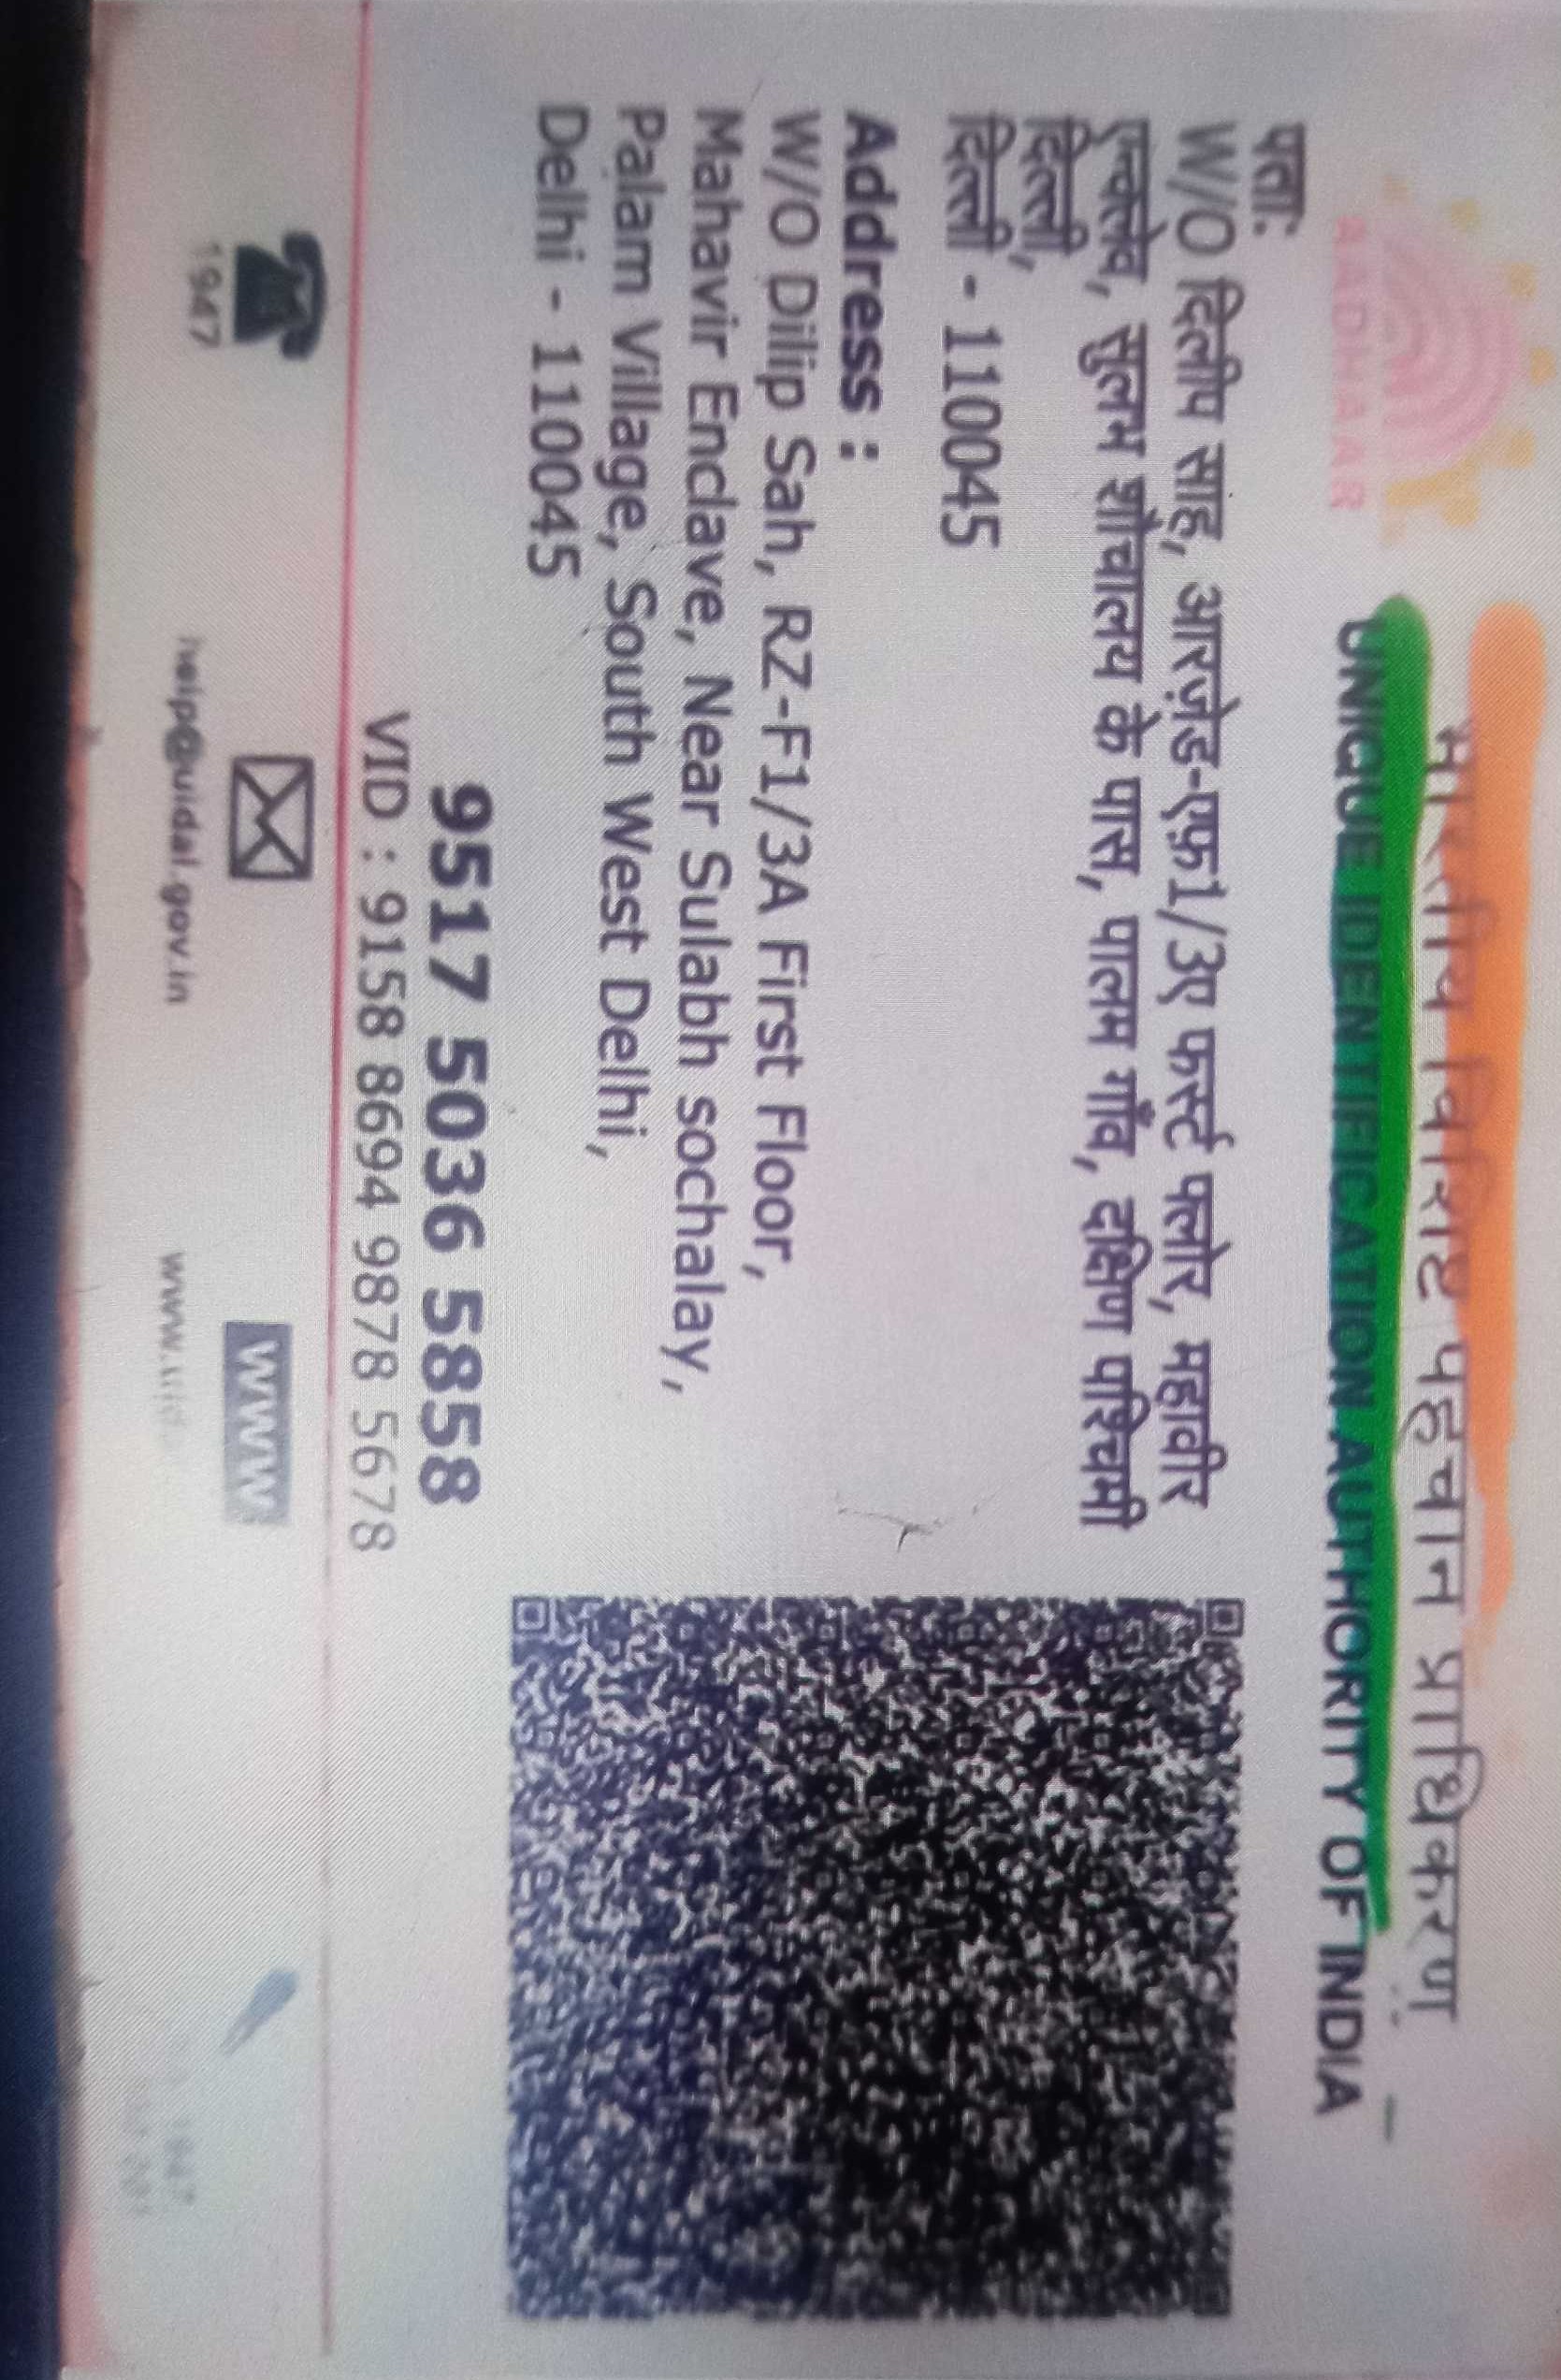 भारतीय विशिष्ट पहचान प्राधिकरण
UNIQUE IDENTIFICATION AUTHORITY OF INDIA
AADHAAR
पता:
W/O दिलीप साह, आरज़ेड-एफ़1/3ए फर्स्ट फ्लोर, महावीर
एन्क्लेव, सुलभ शौचालय के पास, पालम गाँव, दक्षिण पश्चिमी
दिल्ली,
दिल्ली - 110045
Address :
W/O Dilip Sah, RZ-F1/3A First Floor,
Mahavir Enclave, Near Sulabh sochalay,
Palam Village, South West Delhi,
Delhi - 110045
9517 5036 5858
VID : 9158 8694 9878 5678
1947
help@uidai.gov.in
WWW